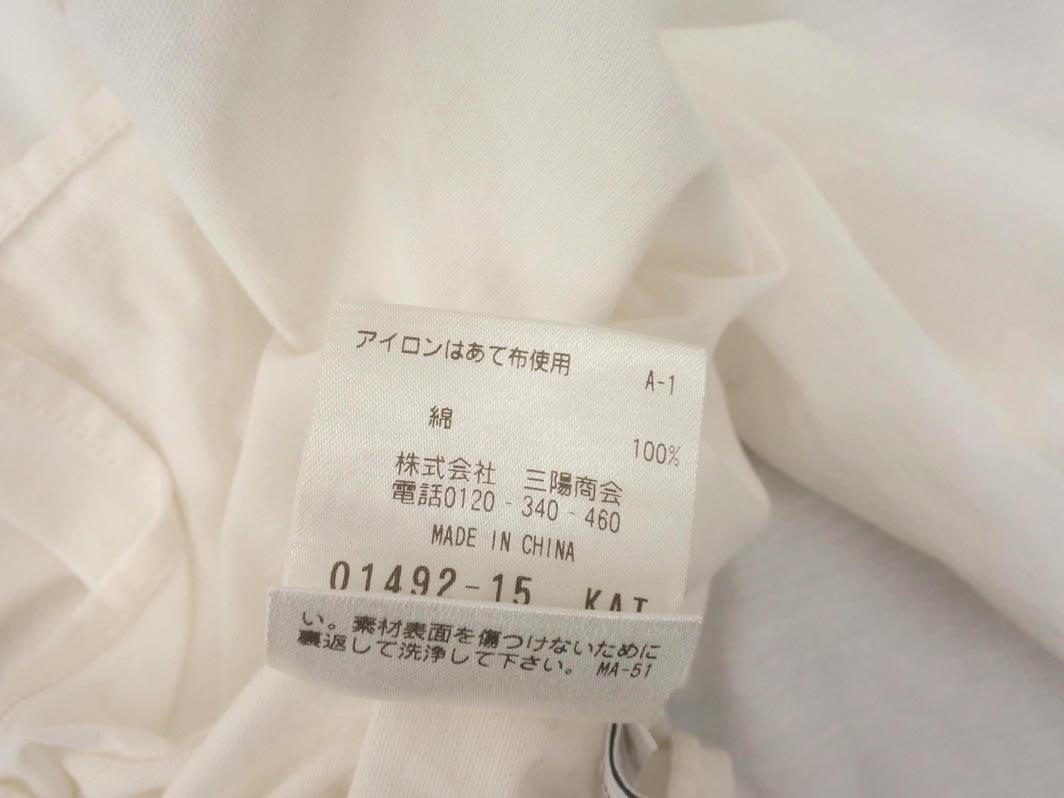 アイロンはあて布使用 A-1
綿 100%
株式会社 三陽商会
電話0120-340-460
MADE IN CHINA
01492-15 KAT
い。素材表面を傷つけないために
裏返して洗浄して下さい。 MA-51